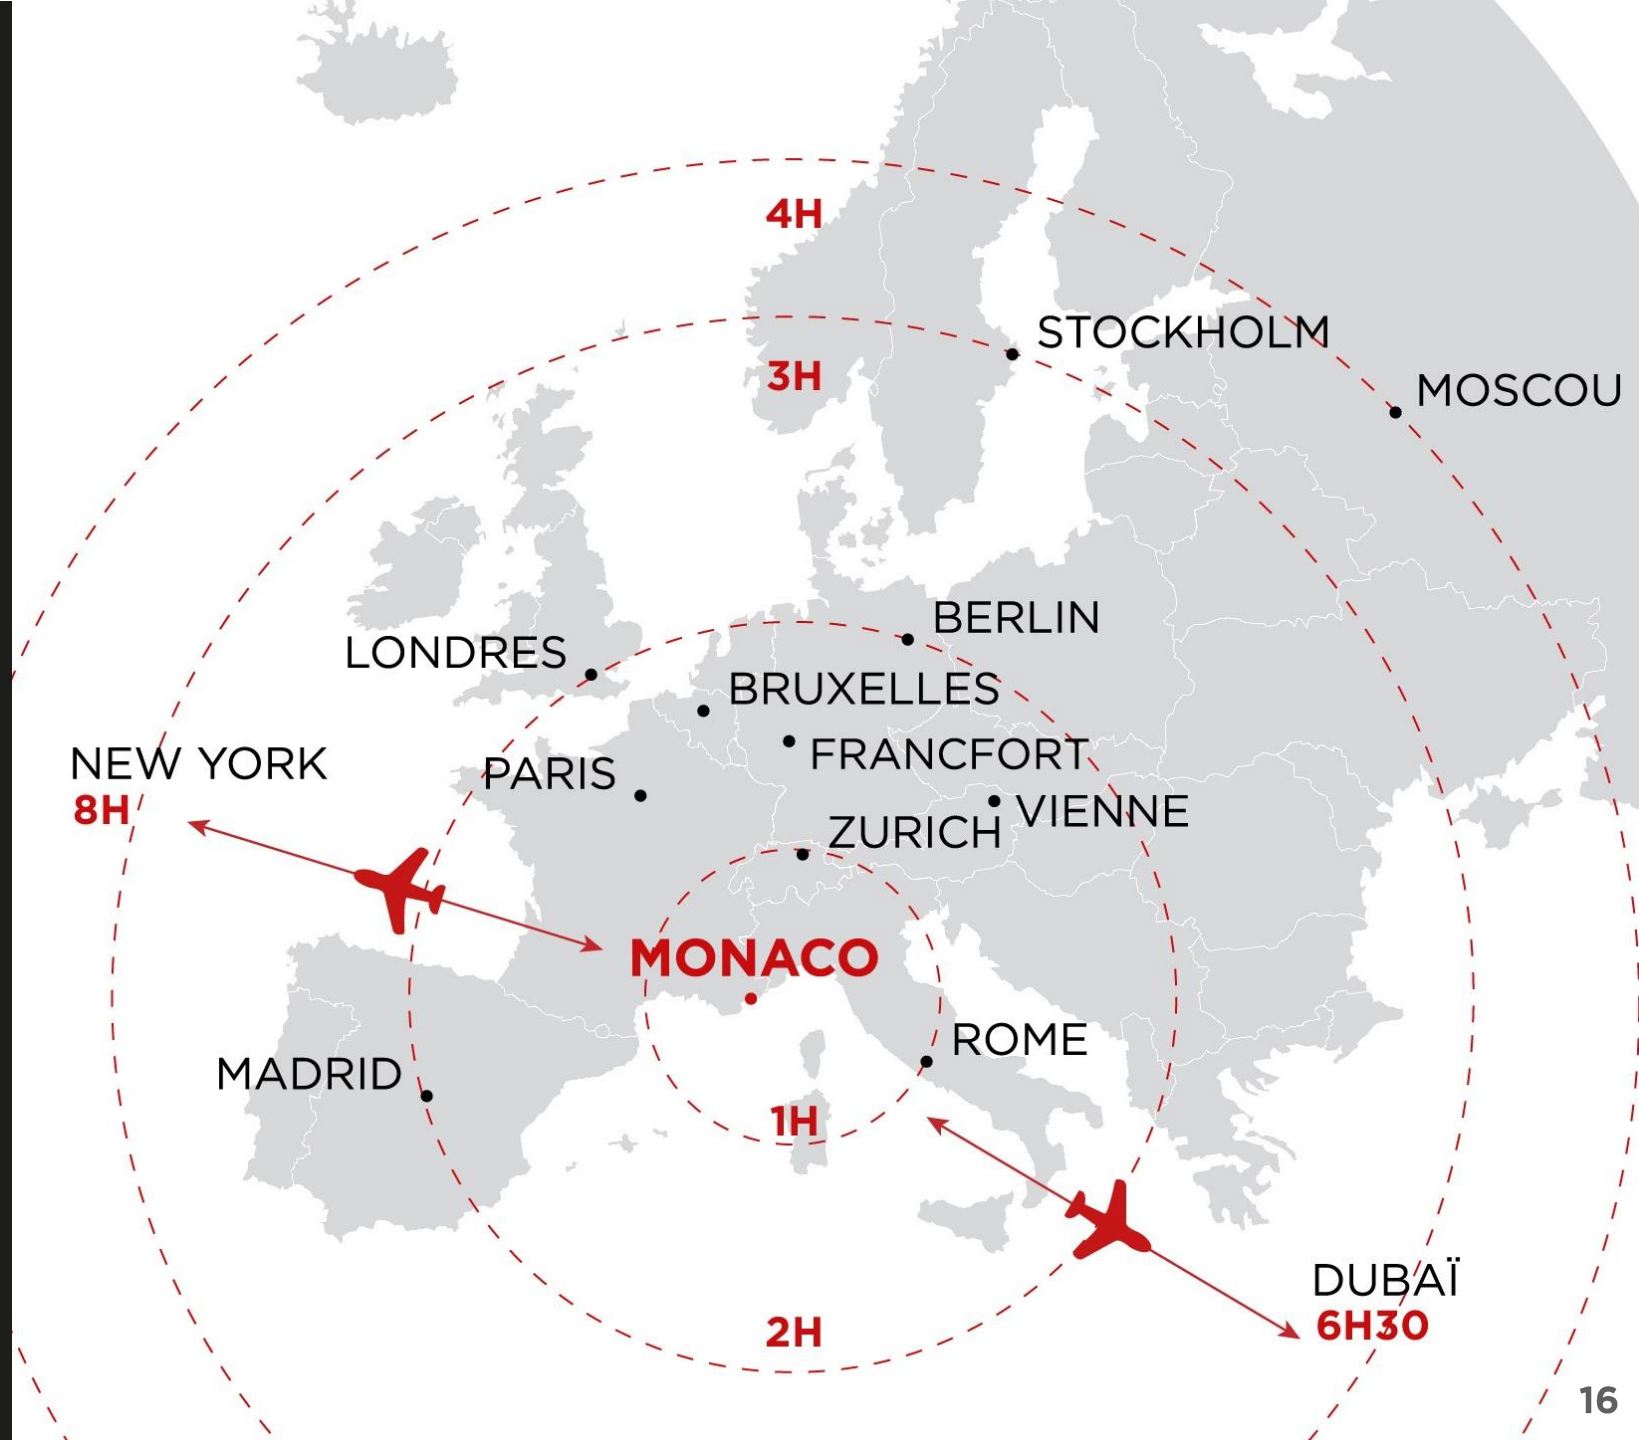 4H
STOCKHOLM
3H
MOSCOU
BERLIN
LONDRES
BRUXELLES
FRANCFORT
NEW YORK
8H
PARIS
VIENNE
ZURICH
MONACO
ROME
MADRID
1H
DUBAÏ
6H30
2H
16